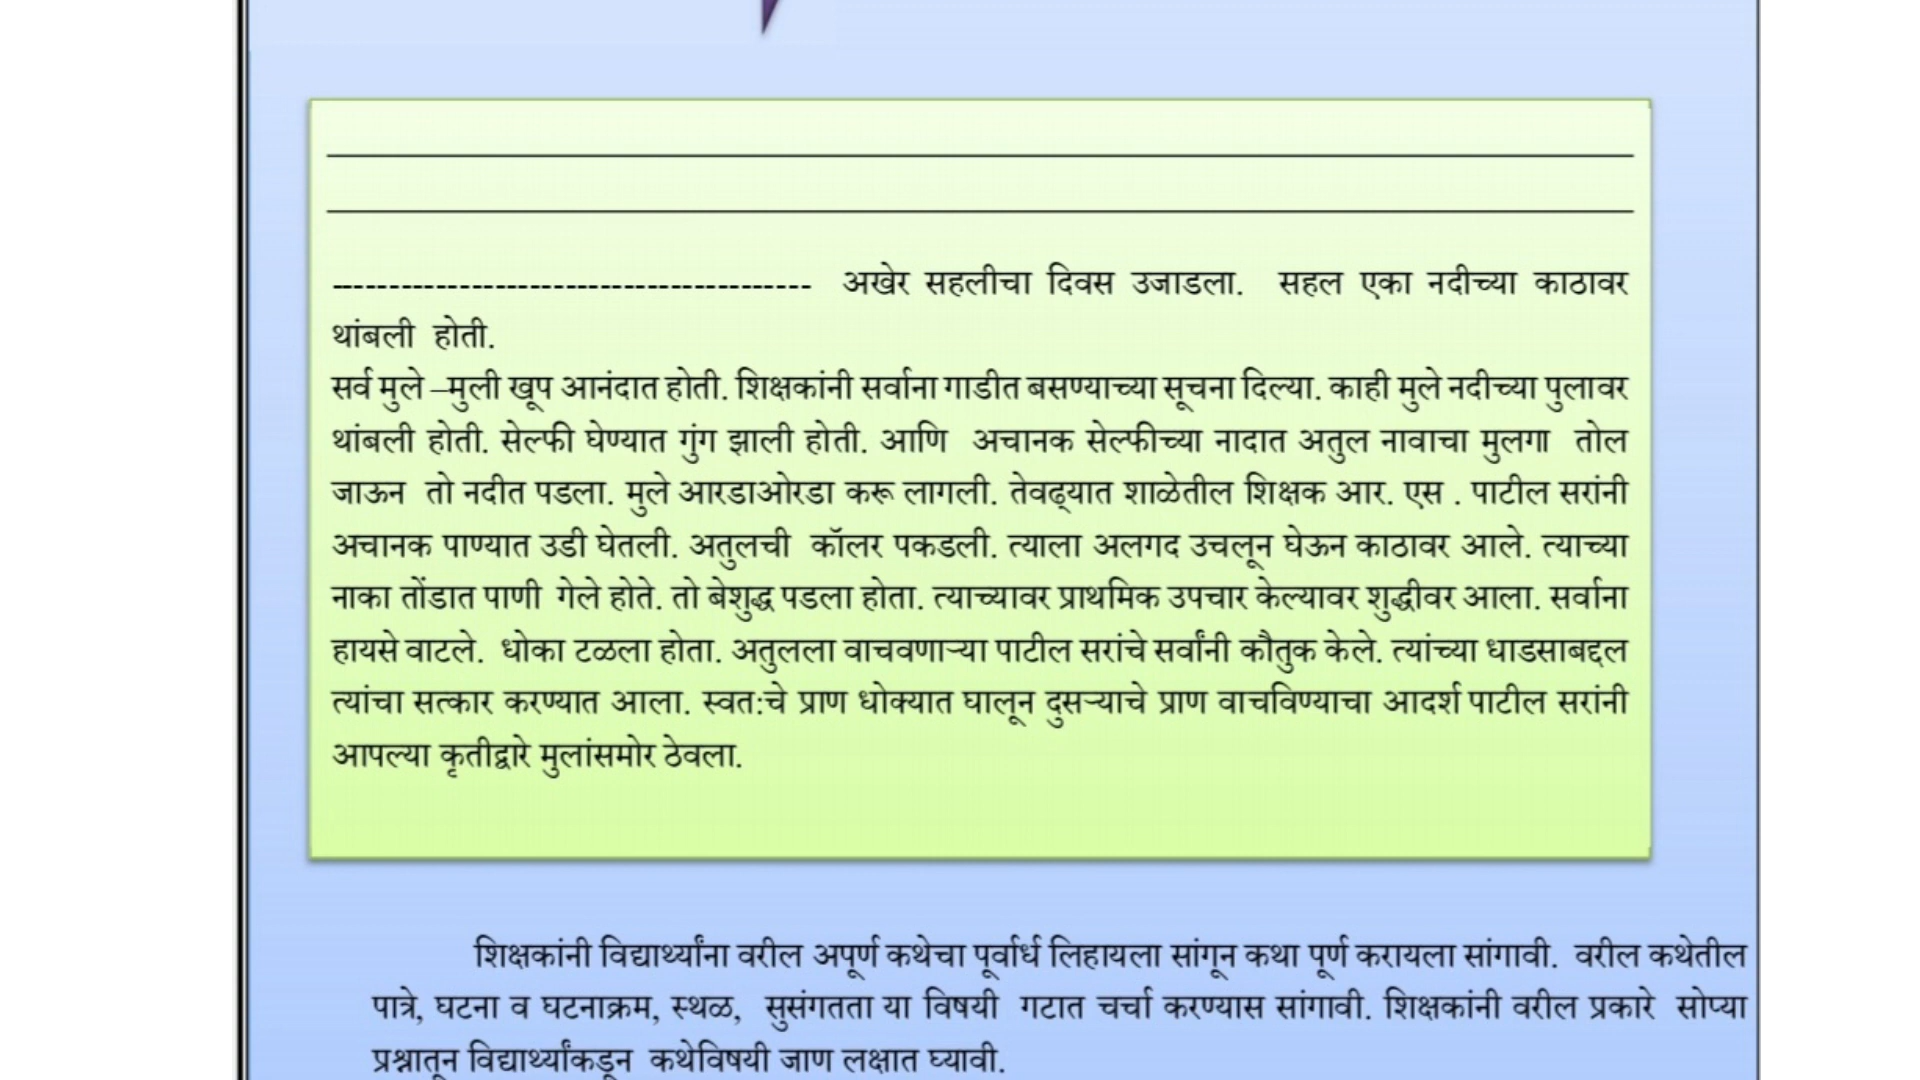 ---------------------------------------- अखेर सहलीचा दिवस उजाडला. सहल एका नदीच्या काठावर
थांबली होती.
सर्व मुले –मुली खूप आनंदात होती. शिक्षकांनी सर्वाना गाडीत बसण्याच्या सूचना दिल्या. काही मुले नदीच्या पुलावर
थांबली होती. सेल्फी घेण्यात गुंग झाली होती. आणि अचानक सेल्फीच्या नादात अतुल नावाचा मुलगा तोल
जाऊन तो नदीत पडला. मुले आरडाओरडा करू लागली. तेवढ्यात शाळेतील शिक्षक आर. एस . पाटील सरांनी
अचानक पाण्यात उडी घेतली. अतुलची कॉलर पकडली. त्याला अलगद उचलून घेऊन काठावर आले. त्याच्या
नाका तोंडात पाणी गेले होते. तो बेशुद्ध पडला होता. त्याच्यावर प्राथमिक उपचार केल्यावर शुद्धीवर आला. सर्वाना
हायसे वाटले. धोका टळला होता. अतुलला वाचवणाऱ्या पाटील सरांचे सर्वांनी कौतुक केले. त्यांच्या धाडसाबद्दल
त्यांचा सत्कार करण्यात आला. स्वत:चे प्राण धोक्यात घालून दुसऱ्याचे प्राण वाचविण्याचा आदर्श पाटील सरांनी
आपल्या कृतीद्वारे मुलांसमोर ठेवला.
शिक्षकांनी विद्यार्थ्यांना वरील अपूर्ण कथेचा पूर्वार्ध लिहायला सांगून कथा पूर्ण करायला सांगावी. वरील कथेतील
पात्रे, घटना व घटनाक्रम, स्थळ, सुसंगतता या विषयी गटात चर्चा करण्यास सांगावी. शिक्षकांनी वरील प्रकारे सोप्या
प्रश्नातून विद्यार्थ्यांकडून कथेविषयी जाण लक्षात घ्यावी.